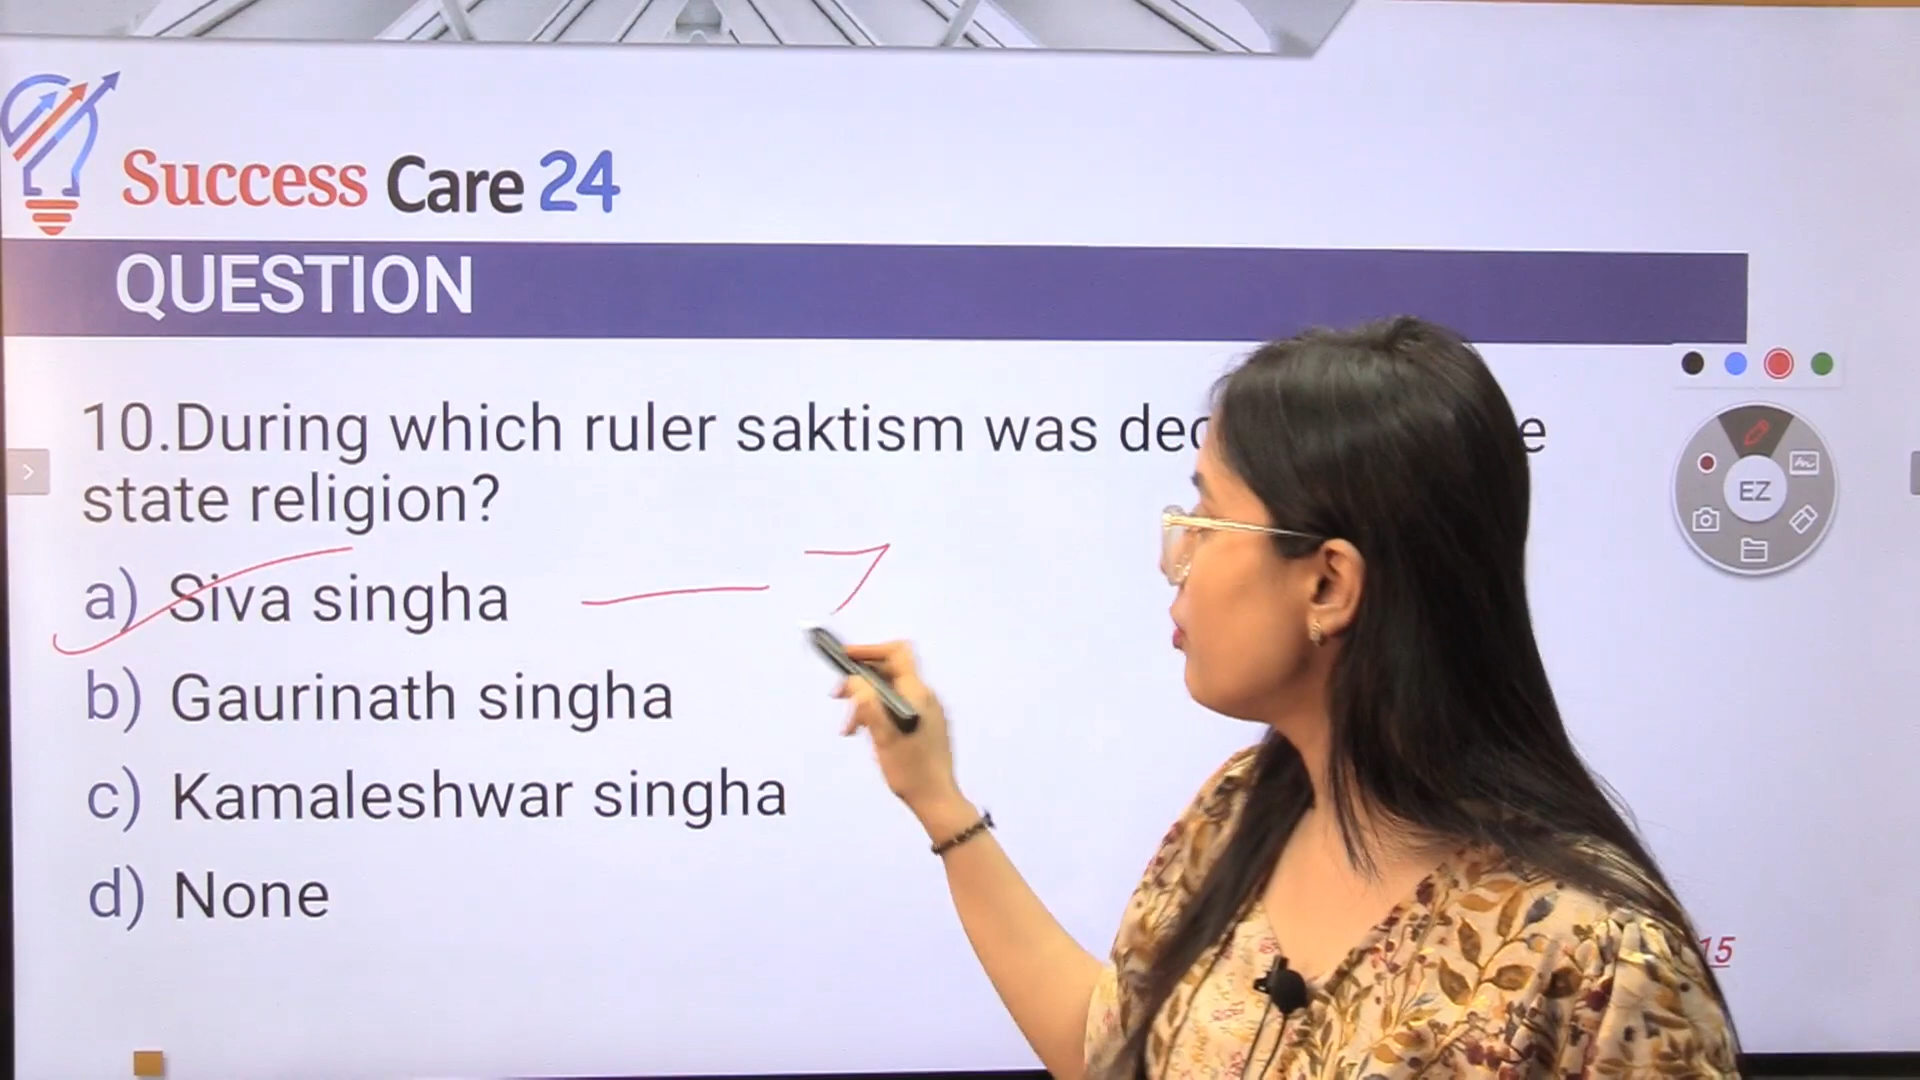 Success Care 24
QUESTION
10.During which ruler saktism was
state religion?
a) Siva singha
b) Gaurinath singha
c) Kamaleshwar singha
d) None
EZ
15